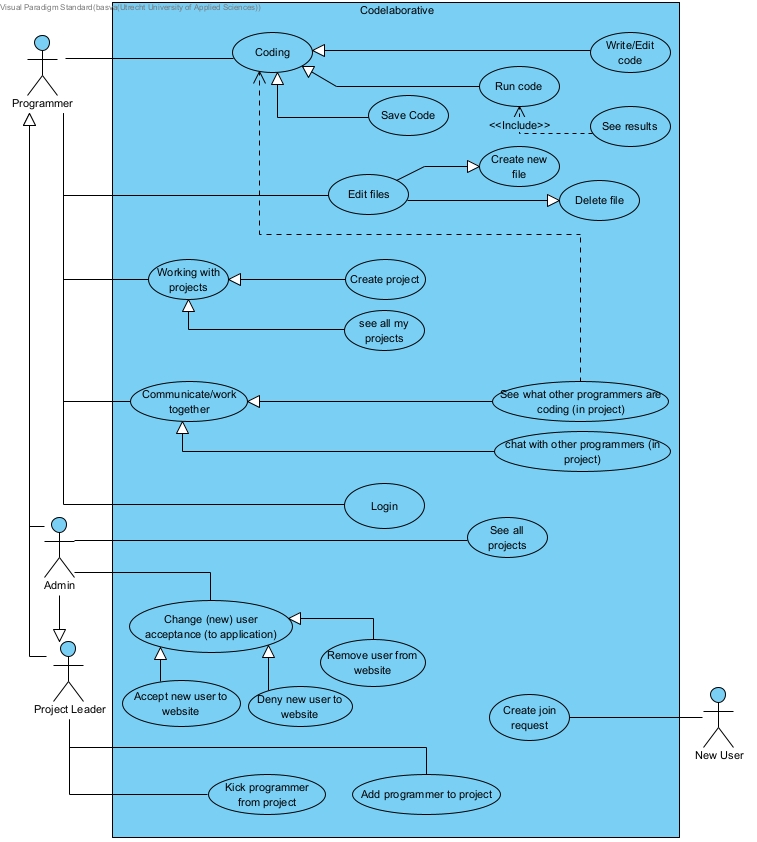 Visual Paradigm Standard(basva(Utrecht University of Applied Sciences))
Codelaborative
Programmer
Coding
Write/Edit
code
Run code
Save Code
<<Include>>
See results
Create new
file
Edit files
Delete file
Working with
projects
Create project
see all my
projects
Communicate/work
together
See what other programmers are
coding (in project)
chat with other programmers (in
project)
Login
See all
projects
Admin
Change (new) user
acceptance (to application)
Remove user from
website
Accept new user to
website
Deny new user to
website
Project Leader
Create join
request
New User
Kick programmer
from project
Add programmer to project